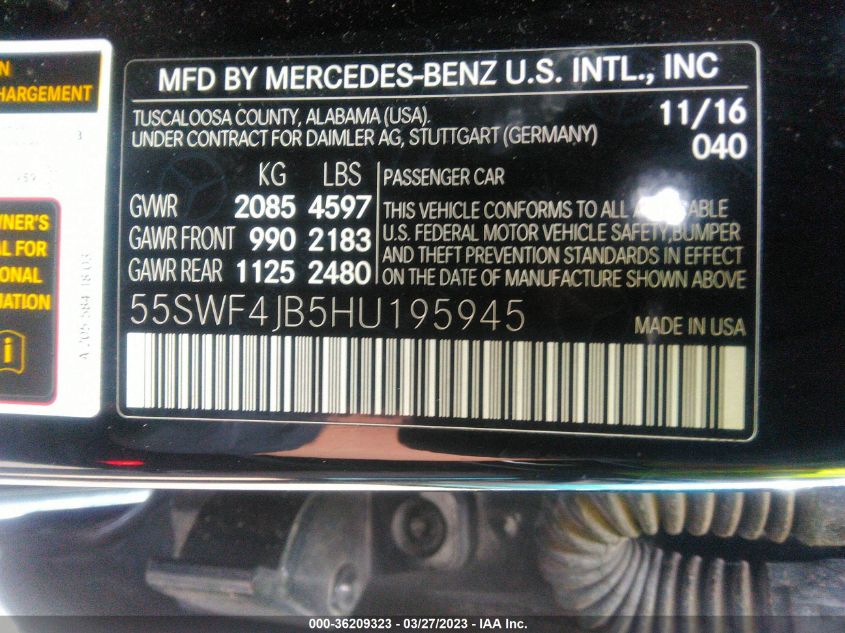 N
HARGEMENT
3
NER'S
L FOR
IONAL
ATION
i
MFD BY MERCEDES-BENZ U.S. INTL., INC
TUSCALOOSA COUNTY, ALABAMA (USA). 11/16
UNDER CONTRACT FOR DAIMLER AG, STUTTGART (GERMANY) 040
KG LBS PASSENGER CAR
GVWR 2085 4597 THIS VEHICLE CONFORMS TO ALL
GAWR FRONT 990 2183 U.S. FEDERAL MOTOR VEHICLE SAFETY, BUMPER
AND THEFT PREVENTION STANDARDS IN EFFECT
GAWR REAR 1125 2480 ON THE DATE OF MANUFACTURE SHOWN ABOVE
55SWF4JB5HU195945 MADE IN USA
000-36209323 - 03/27/2023 - IAA Inc.